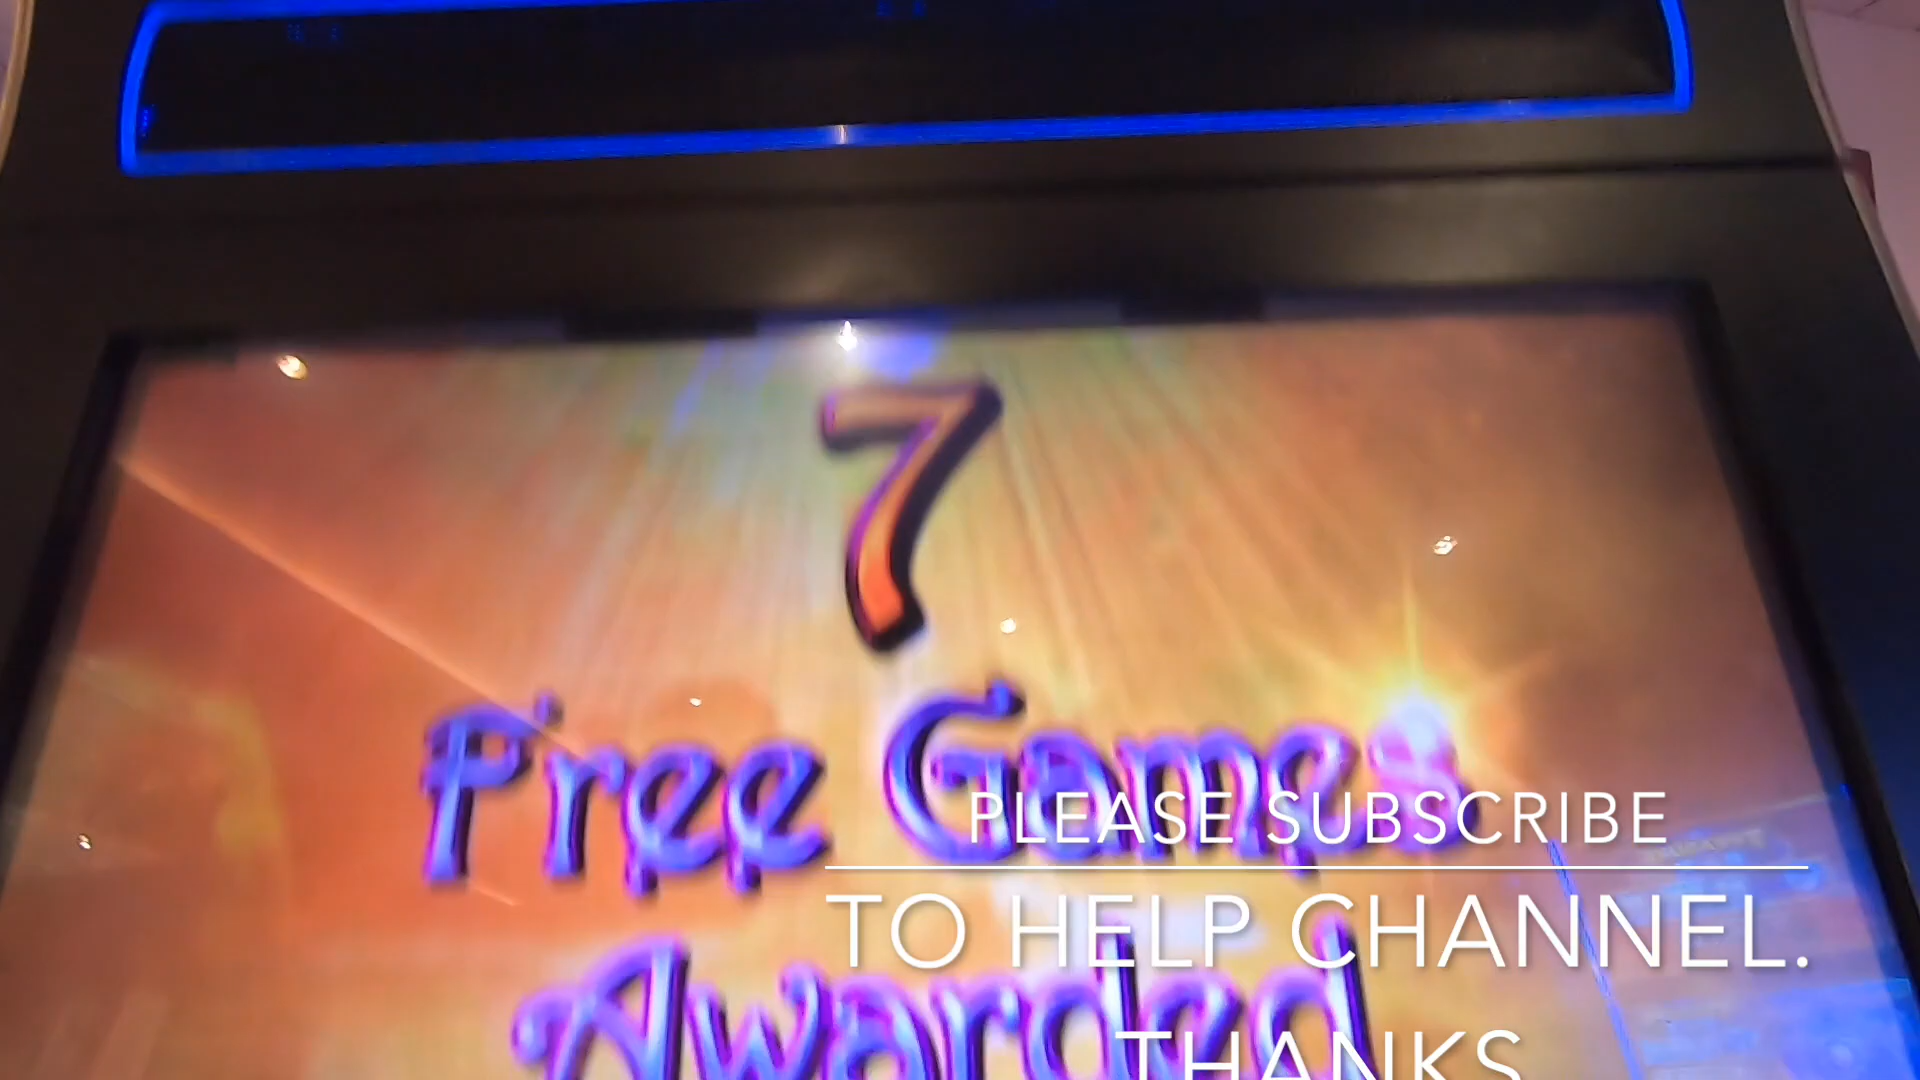 7
Free Games
PLEASE SUBSCRIBE
TO HELP CHANNEL.
Awarded
THANKS